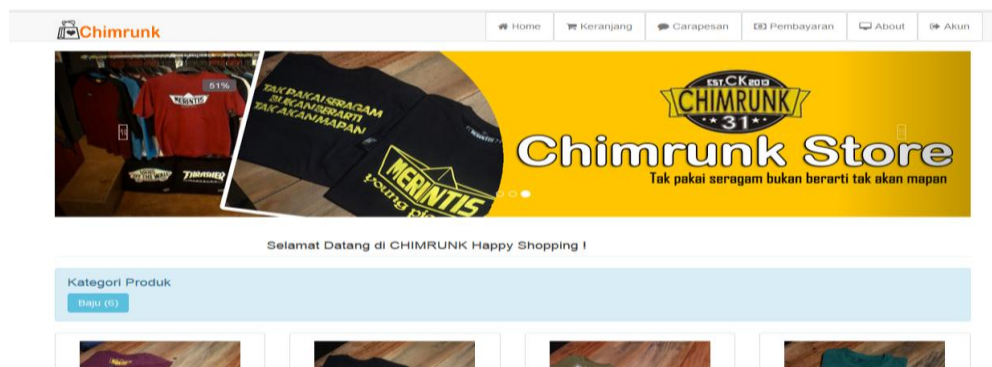 Chimrunk
Home Keranjang Carapesan Pembayaran About Akun
51%
MERINTIS
THRASHER
TAK PAKAI SERAGAM
BUKAN BERARTI
TAK AKAN MAPAN
MERINTIS
EST. CK 2013
CHIMRUNK
31
Chimrunk Store
Tak pakai seragam bukan berarti tak akan mapan
Selamat Datang di CHIMRUNK Happy Shopping !
Kategori Produk
Baju (6)